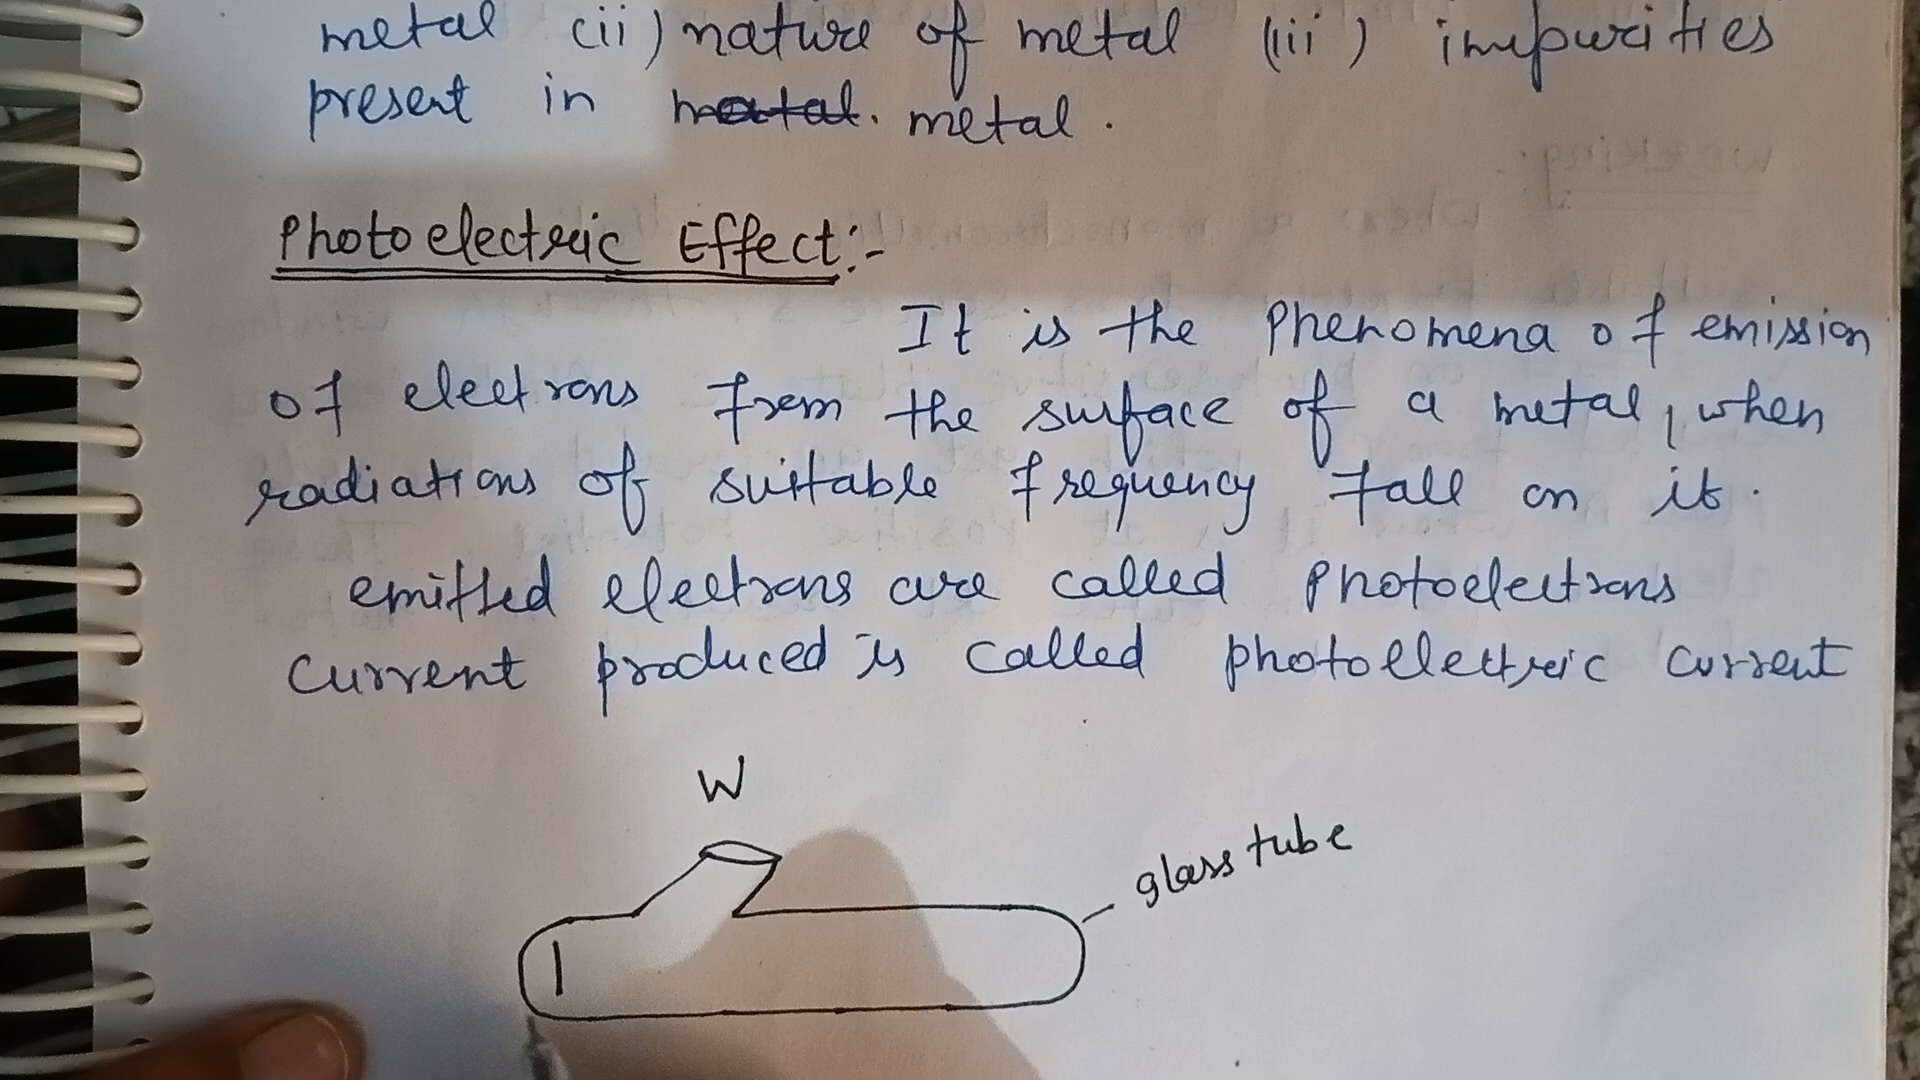 metal (ii) nature of metal (iii) impurities
present in metal.
Photoelectric Effect:-
It is the Phenomena of emission
of electrons from the surface of a metal, when
radiations of suitable frequency fall on it.
emitted electrons are called Photoelectrons
Current produced is called photoelectric current
W
glass tube